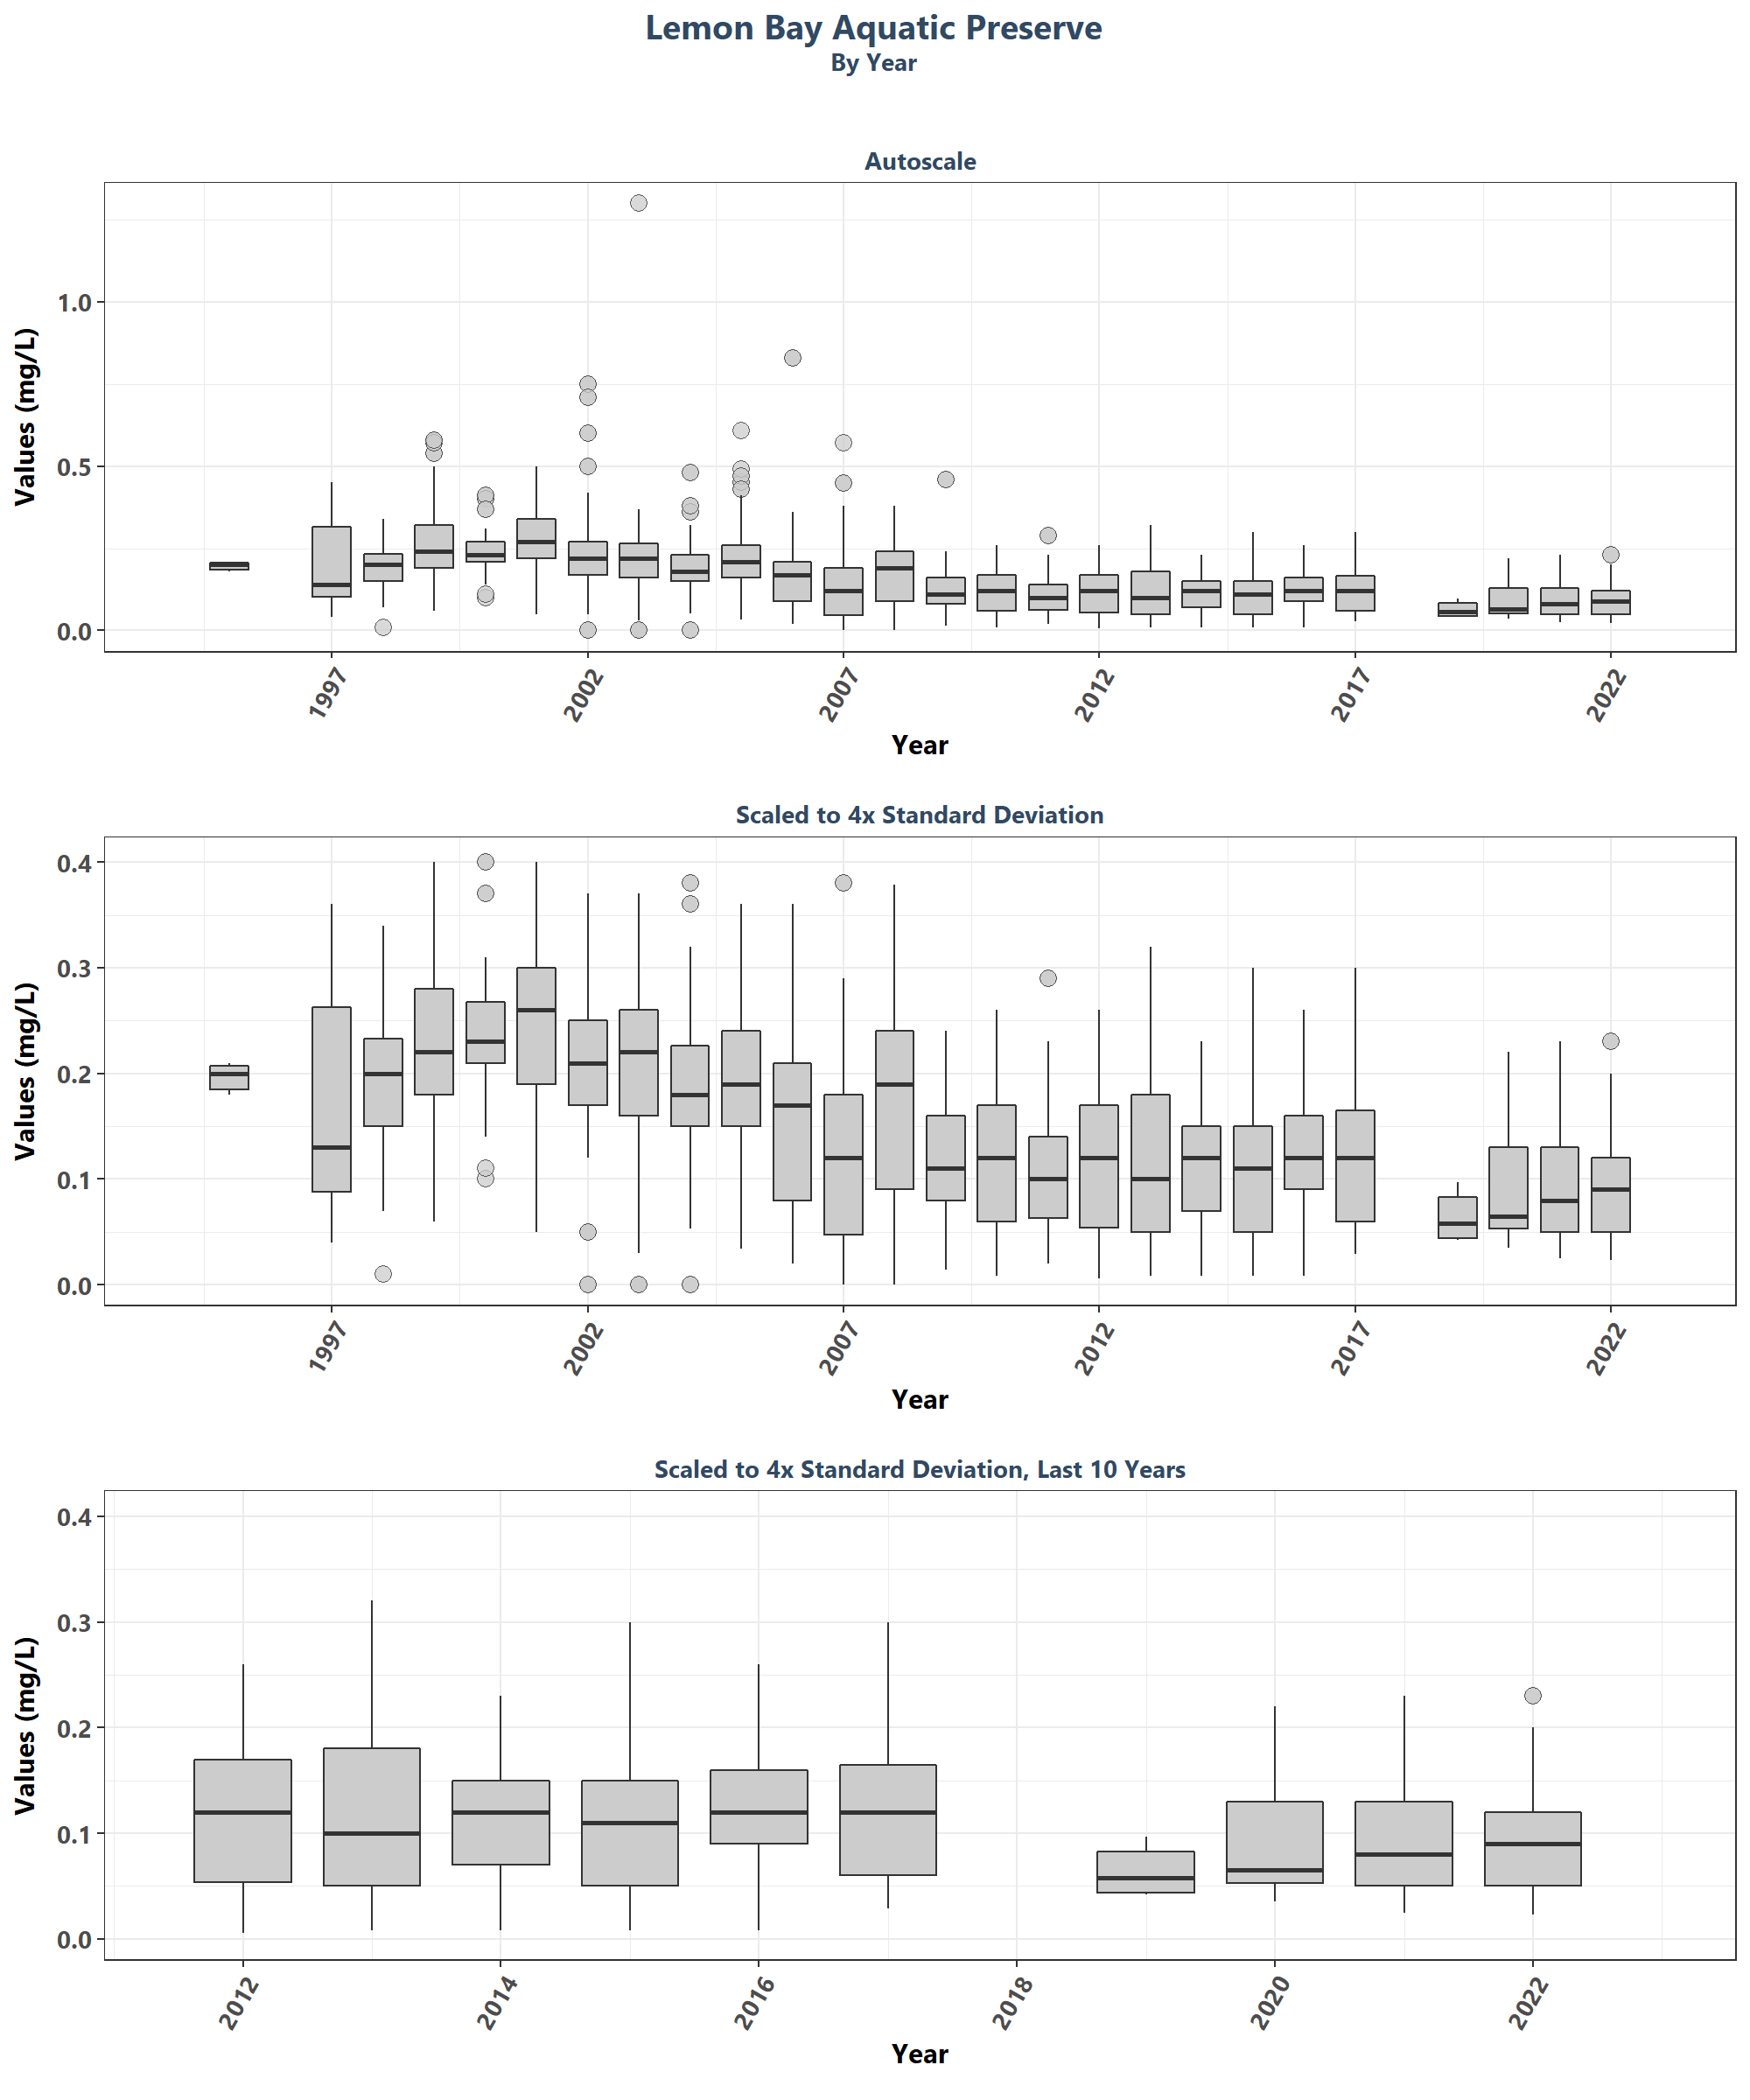 Lemon Bay Aquatic Preserve
By Year
Autoscale
Values (mg/L)
1.0
0.5
0.0
1997 2002 2007 2012 2017 2022
Year
Scaled to 4x Standard Deviation
Values (mg/L)
0.4
0.3
0.2
0.1
0.0
1997 2002 2007 2012 2017 2022
Year
Scaled to 4x Standard Deviation, Last 10 Years
Values (mg/L)
0.4
0.3
0.2
0.1
0.0
2012 2014 2016 2018 2020 2022
Year